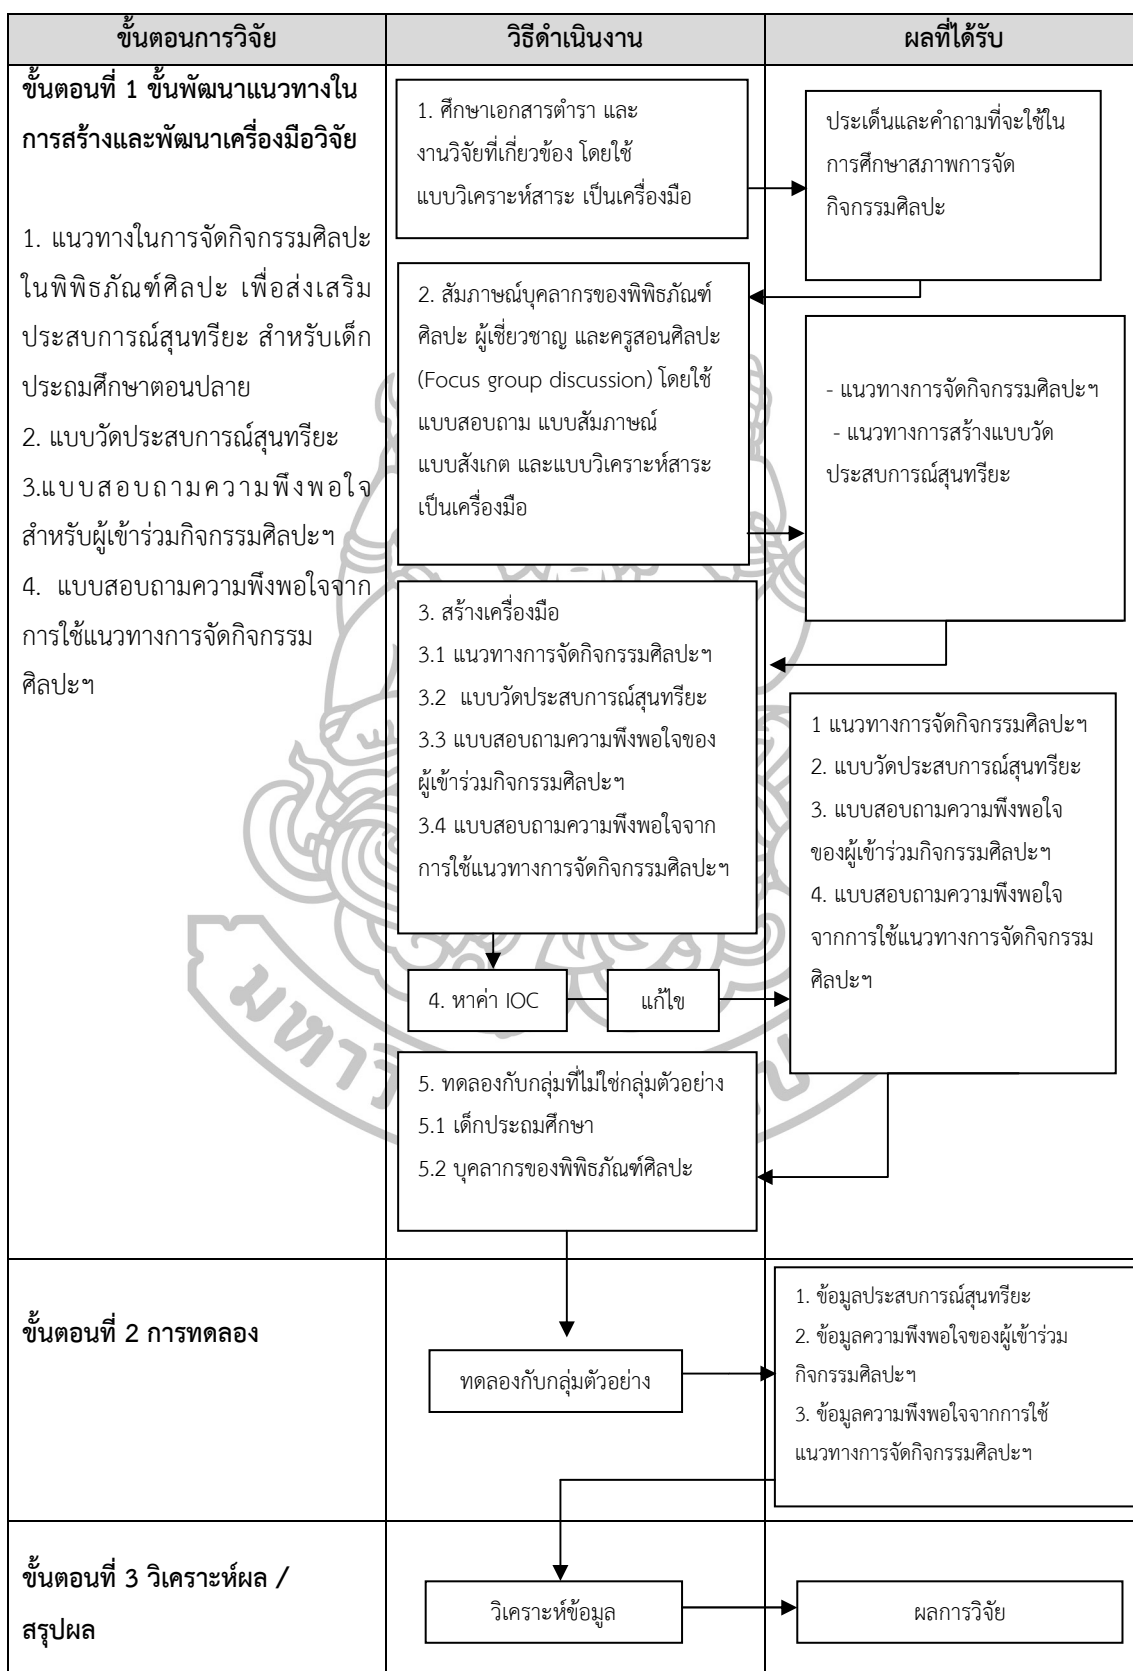 ขั้นตอนการวิจัย
วิธีดำเนินงาน
ผลที่ได้รับ
ขั้นตอนที่ 1 ขั้นพัฒนาแนวทางใน
การสร้างและพัฒนาเครื่องมือวิจัย
1. แนวทางในการจัดกิจกรรมศิลปะ
ในพิพิธภัณฑ์ศิลปะ เพื่อส่งเสริม
ประสบการณ์สุนทรียะ สำหรับเด็ก
ประถมศึกษาตอนปลาย
2. แบบวัดประสบการณ์สุนทรียะ
3.แบบสอบถามความพึงพอใจ
สำหรับผู้เข้าร่วมกิจกรรมศิลปะฯ
4. แบบสอบถามความพึงพอใจจาก
การใช้แนวทางการจัดกิจกรรม
ศิลปะฯ
1. ศึกษาเอกสารตำรา และ
งานวิจัยที่เกี่ยวข้อง โดยใช้
แบบวิเคราะห์สาระ เป็นเครื่องมือ
ประเด็นและคำถามที่จะใช้ใน
การศึกษาสภาพการจัด
กิจกรรมศิลปะ
2. สัมภาษณ์บุคลากรของพิพิธภัณฑ์
ศิลปะ ผู้เชี่ยวชาญ และครูสอนศิลปะ
(Focus group discussion) โดยใช้
แบบสอบถาม แบบสัมภาษณ์
แบบสังเกต และแบบวิเคราะห์สาระ
เป็นเครื่องมือ
- แนวทางการจัดกิจกรรมศิลปะฯ
- แนวทางการสร้างแบบวัด
ประสบการณ์สุนทรียะ
3. สร้างเครื่องมือ
3.1 แนวทางการจัดกิจกรรมศิลปะฯ
3.2 แบบวัดประสบการณ์สุนทรียะ
3.3 แบบสอบถามความพึงพอใจของ
ผู้เข้าร่วมกิจกรรมศิลปะฯ
3.4 แบบสอบถามความพึงพอใจจาก
การใช้แนวทางการจัดกิจกรรมศิลปะฯ
4. หาค่า IOC
แก้ไข
1 แนวทางการจัดกิจกรรมศิลปะฯ
2. แบบวัดประสบการณ์สุนทรียะ
3. แบบสอบถามความพึงพอใจ
ของผู้เข้าร่วมกิจกรรมศิลปะฯ
4. แบบสอบถามความพึงพอใจ
จากการใช้แนวทางการจัดกิจกรรม
ศิลปะฯ
5. ทดลองกับกลุ่มที่ไม่ใช่กลุ่มตัวอย่าง
5.1 เด็กประถมศึกษา
5.2 บุคลากรของพิพิธภัณฑ์ศิลปะ
ขั้นตอนที่ 2 การทดลอง
ทดลองกับกลุ่มตัวอย่าง
1. ข้อมูลประสบการณ์สุนทรียะ
2. ข้อมูลความพึงพอใจของผู้เข้าร่วม
กิจกรรมศิลปะฯ
3. ข้อมูลความพึงพอใจจากการใช้
แนวทางการจัดกิจกรรมศิลปะฯ
ขั้นตอนที่ 3 วิเคราะห์ผล /
สรุปผล
วิเคราะห์ข้อมูล
ผลการวิจัย